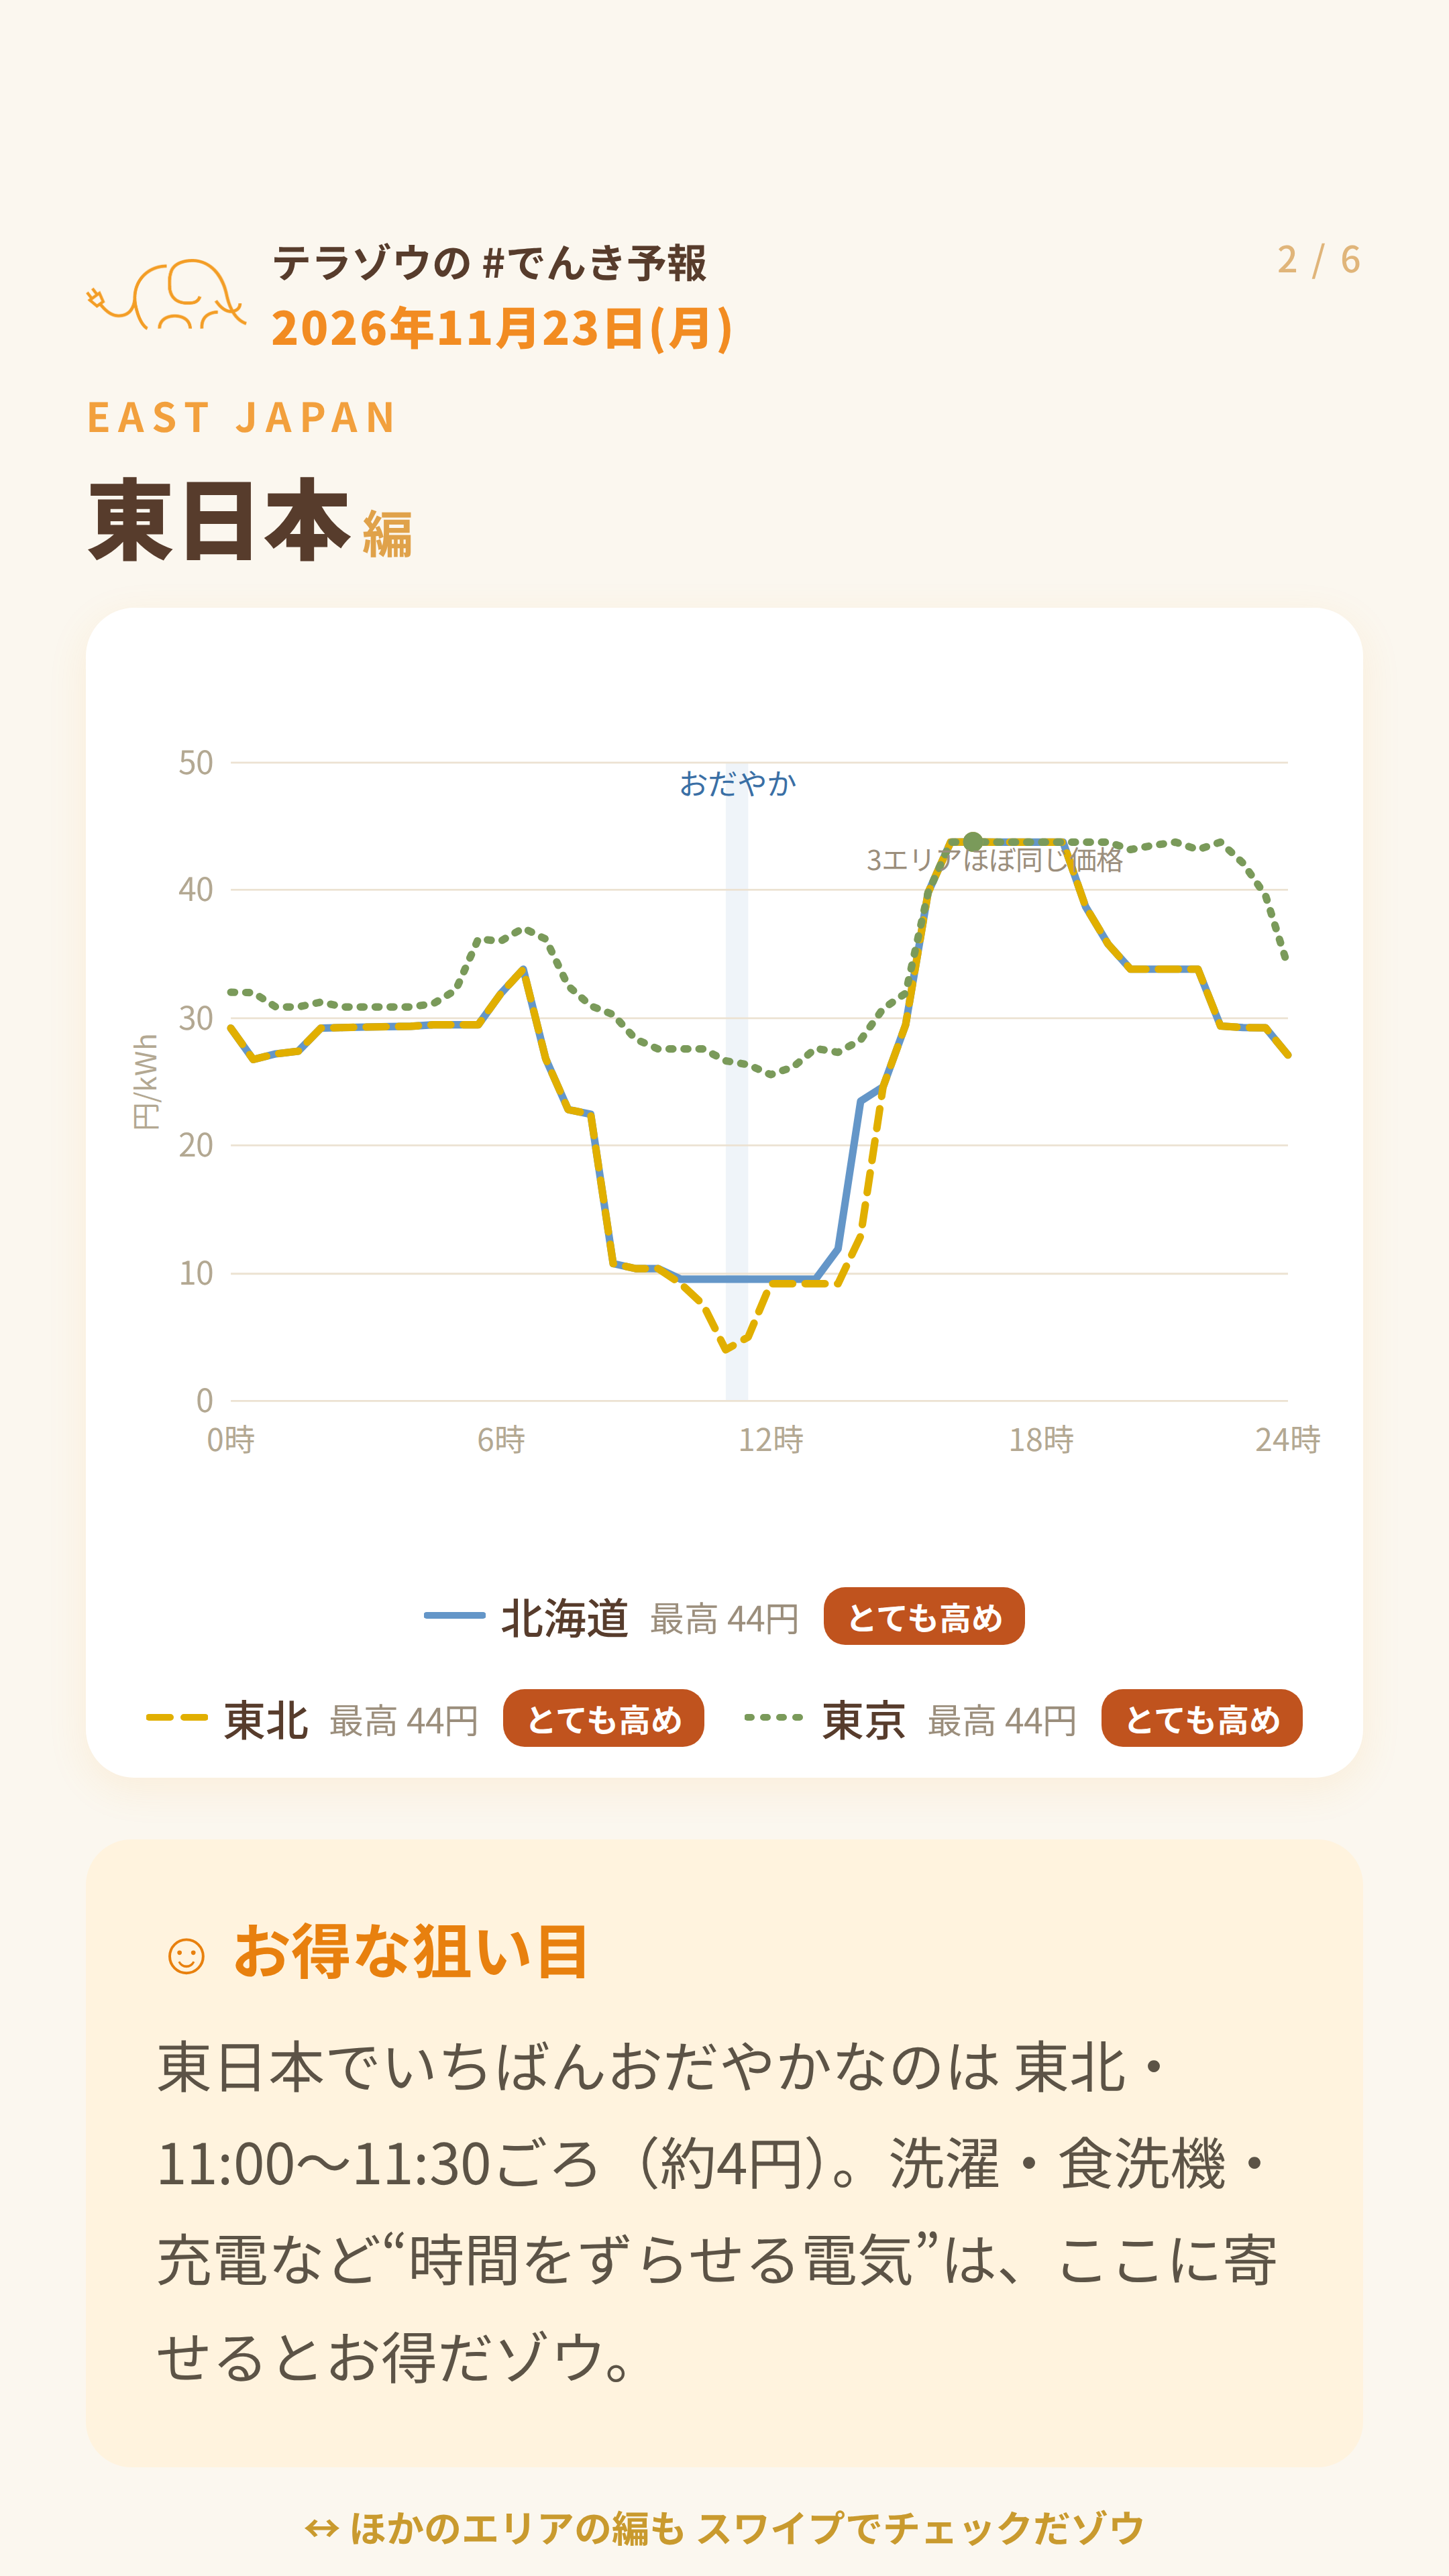 テラゾウの #でんき予報
2026年11月23日(月)
2 / 6
EAST JAPAN
東日本 編
50
40
30
20
10
0
円/kWh
おだやか
3エリアほぼ同じ価格
0時 6時 12時 18時 24時
北海道 最高 44円 とても高め
東北 最高 44円 とても高め 東京 最高 44円 とても高め
☺ お得な狙い目
東日本でいちばんおだやかなのは 東北・
11:00〜11:30ごろ（約4円）。洗濯・食洗機・
充電など“時間をずらせる電気”は、ここに寄
せるとお得だゾウ。
↔ ほかのエリアの編も スワイプでチェックだゾウ